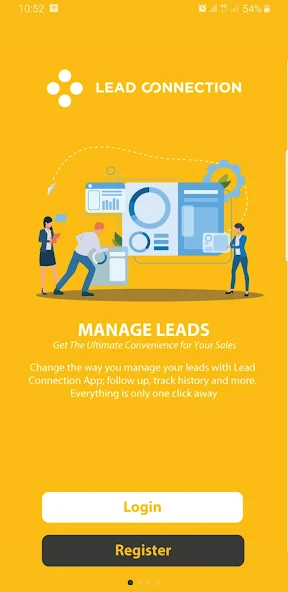 10:52
54%
LEAD CONNECTION
MANAGE LEADS
Get The Ultimate Convenience for Your Sales
Change the way you manage your leads with Lead
Connection App; follow up, track history and more.
Everything is only one click away
Login
Register